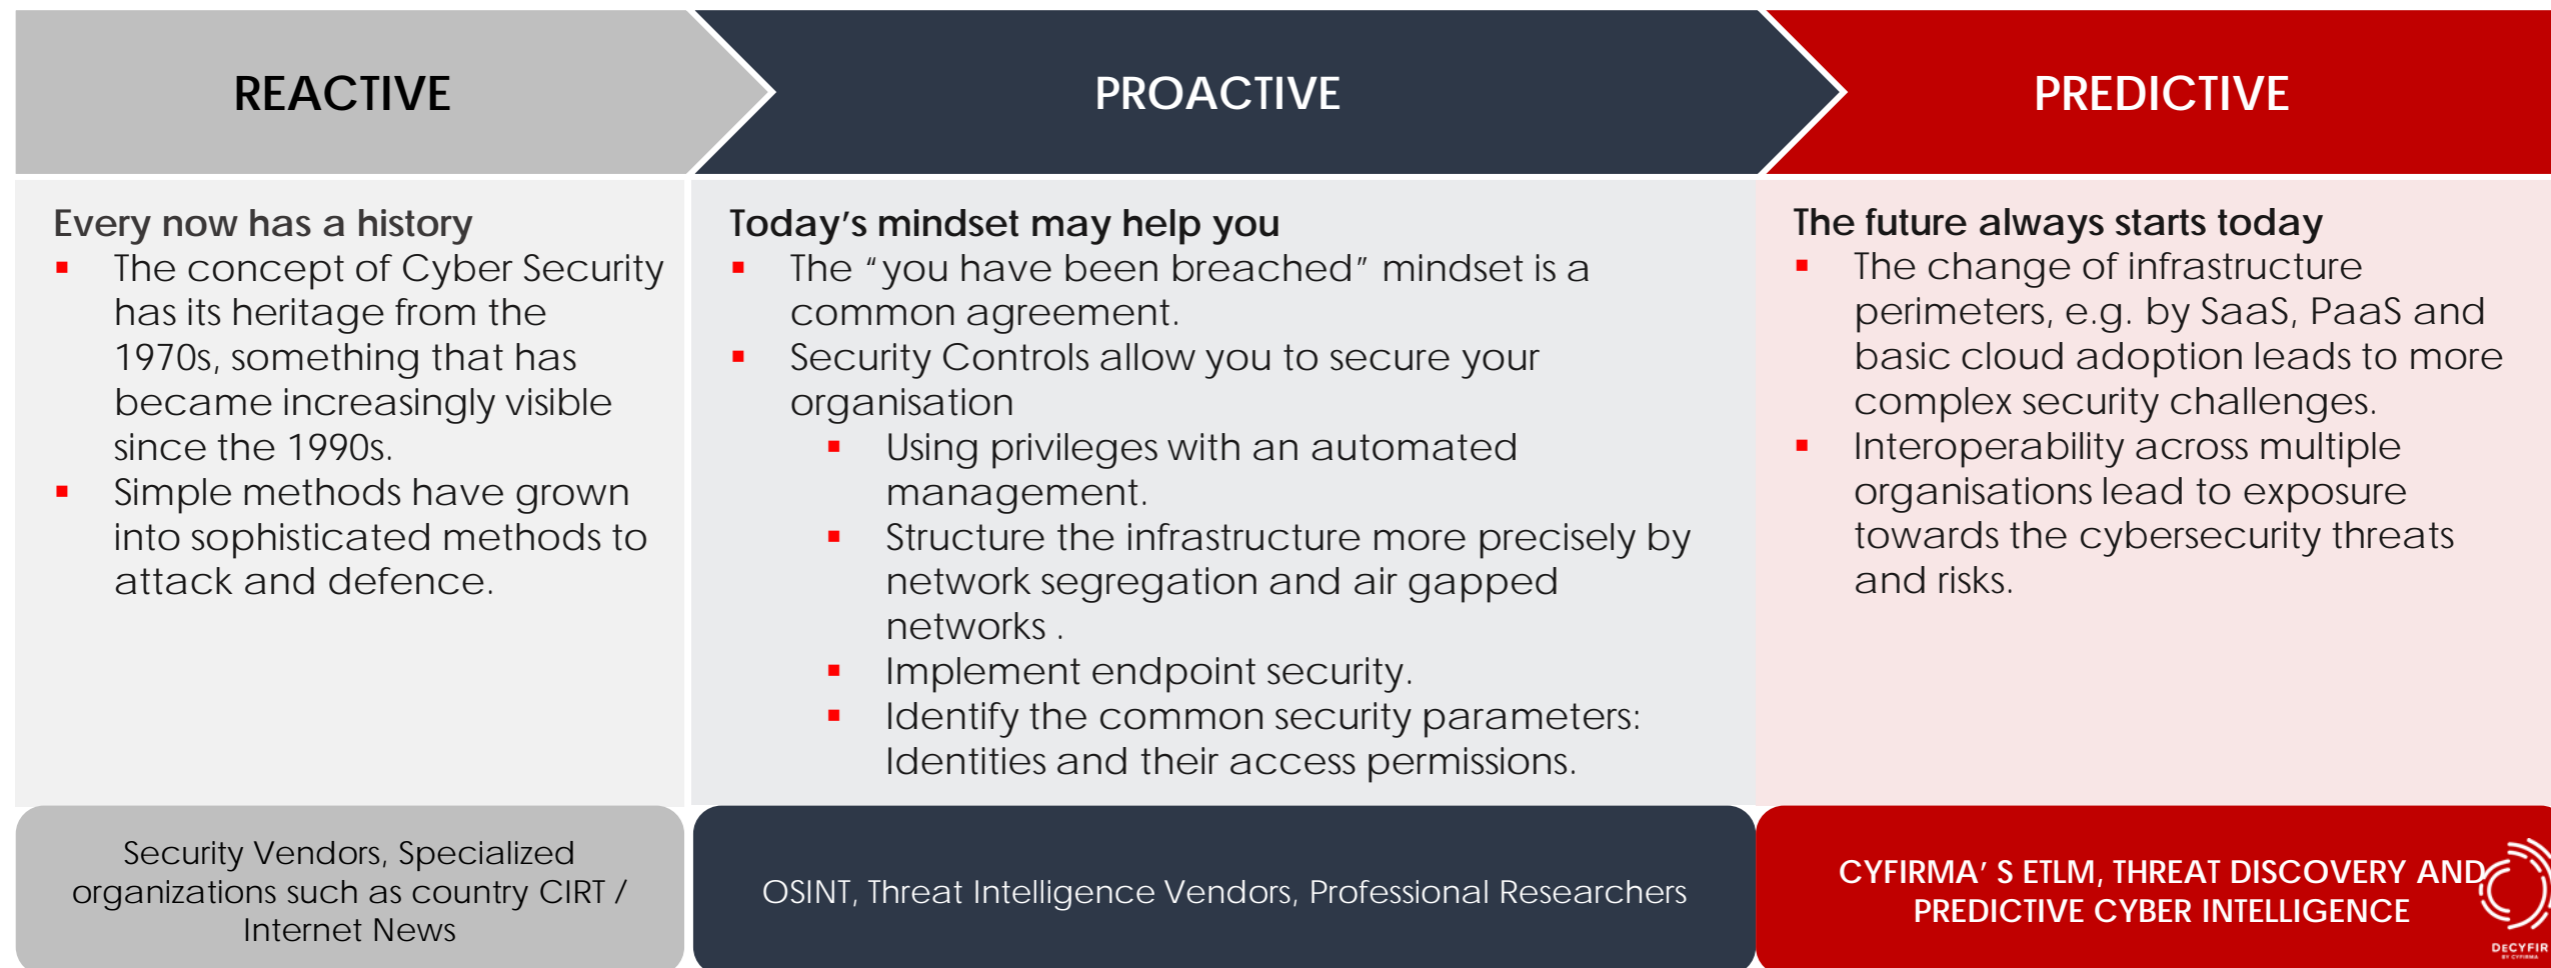 REACTIVE
PROACTIVE
PREDICTIVE
Every now has a history
▪ The concept of Cyber Security
has its heritage from the
1970s, something that has
became increasingly visible
since the 1990s.
▪ Simple methods have grown
into sophisticated methods to
attack and defence.
Today's mindset may help you
▪ The “you have been breached” mindset is a
common agreement.
▪ Security Controls allow you to secure your
organisation
▪ Using privileges with an automated
management.
▪ Structure the infrastructure more precisely by
network segregation and air gapped
networks .
▪ Implement endpoint security.
▪ Identify the common security parameters:
Identities and their access permissions.
The future always starts today
▪ The change of infrastructure
perimeters, e.g. by SaaS, PaaS and
basic cloud adoption leads to more
complex security challenges.
▪ Interoperability across multiple
organisations lead to exposure
towards the cybersecurity threats
and risks.
Security Vendors, Specialized
organizations such as country CIRT /
Internet News
OSINT, Threat Intelligence Vendors, Professional Researchers
CYFIRMA' S ETLM, THREAT DISCOVERY AND
PREDICTIVE CYBER INTELLIGENCE
DECYFIR
BY CYFIRMA